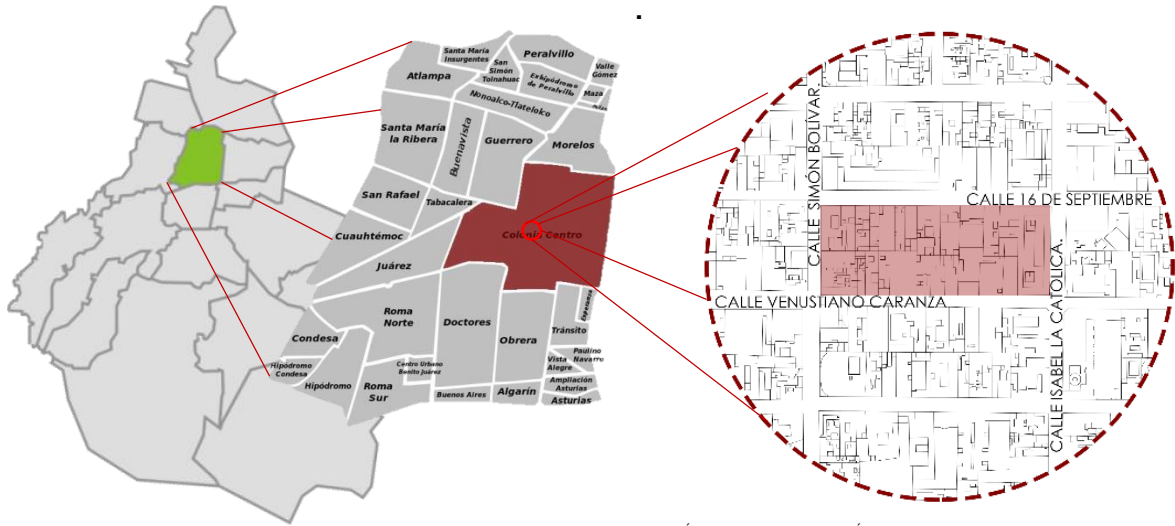 .
Santa María
Insurgentes
Peralvillo
Valle
Gómez
San
Simón
Tolnahuac
Atlampa
Exhipódromo
de Peralvillo
Maza
Nonoalco-Tlatelolco
Santa María
la Ribera
Buenavista
Guerrero
Morelos
San Rafael
Tabacalera
Cuauhtémoc
Colonia Centro
Juárez
Esperanza
Roma
Norte
Doctores
Obrera
Tránsito
Condesa
Hipódromo
Condesa
Hipódromo
Centro Urbano
Benito Juárez
Vista
Alegre
Paulino
Navarro
Roma
Sur
Buenos Aires
Algarín
Ampliación
Asturias
Asturias
CALLE SIMÓN BOLÍVAR.
CALLE 16 DE SEPTIEMBRE
CALLE VENUSTIANO CARANZA
CALLE ISABELLA CATOLICA.